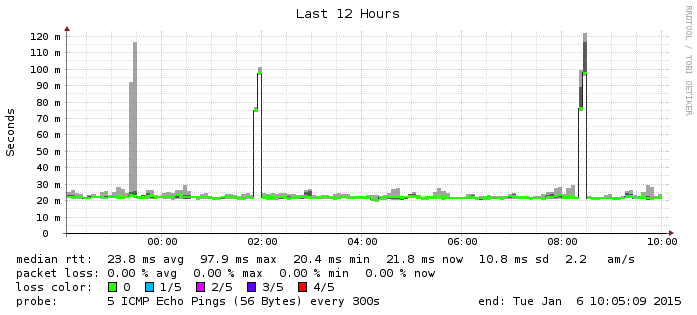 Last 12 Hours
RRDTOOL / TOBI OETIKER
Seconds
120 m
110 m
100 m
90 m
80 m
70 m
60 m
50 m
40 m
30 m
20 m
10 m
0
00:00 02:00 04:00 06:00 08:00 10:00
median rtt: 23.8 ms avg 97.9 ms max 20.4 ms min 21.8 ms now 10.8 ms sd 2.2 am/s
packet loss: 0.00 % avg 0.00 % max 0.00 % min 0.00 % now
loss color: 0 1/5 2/5 3/5 4/5
probe: 5 ICMP Echo Pings (56 Bytes) every 300s end: Tue Jan 6 10:05:09 2015